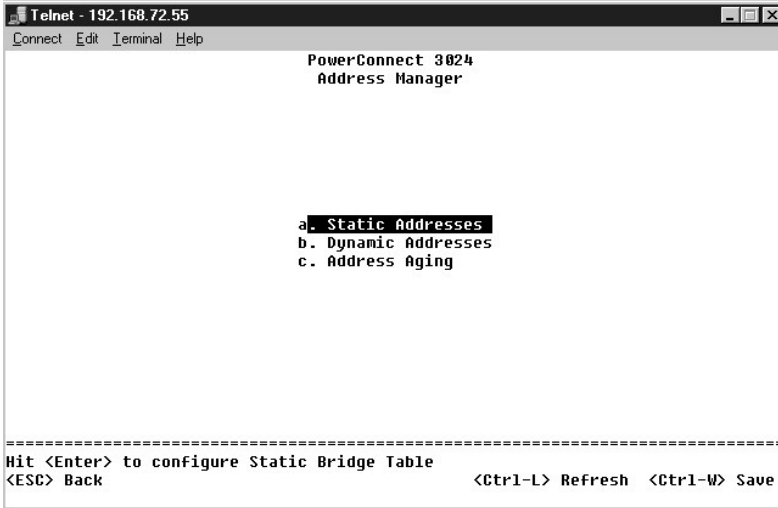 Telnet - 192.168.72.55
Connect Edit Terminal Help
PowerConnect 3024
Address Manager
a. Static Addresses
b. Dynamic Addresses
c. Address Aging
================================================================================
Hit <Enter> to configure Static Bridge Table
<ESC> Back <Ctrl-L> Refresh <Ctrl-W> Save